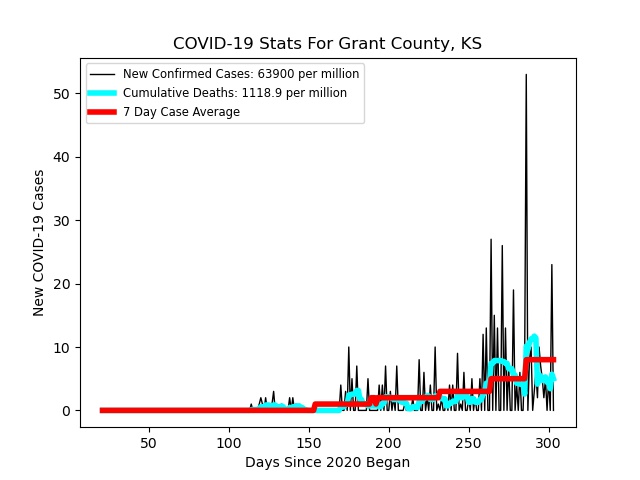 COVID-19 Stats For Grant County, KS
New Confirmed Cases: 63900 per million
Cumulative Deaths: 1118.9 per million
7 Day Case Average
New COVID-19 Cases
50
40
30
20
10
0
50 100 150 200 250 300
Days Since 2020 Began